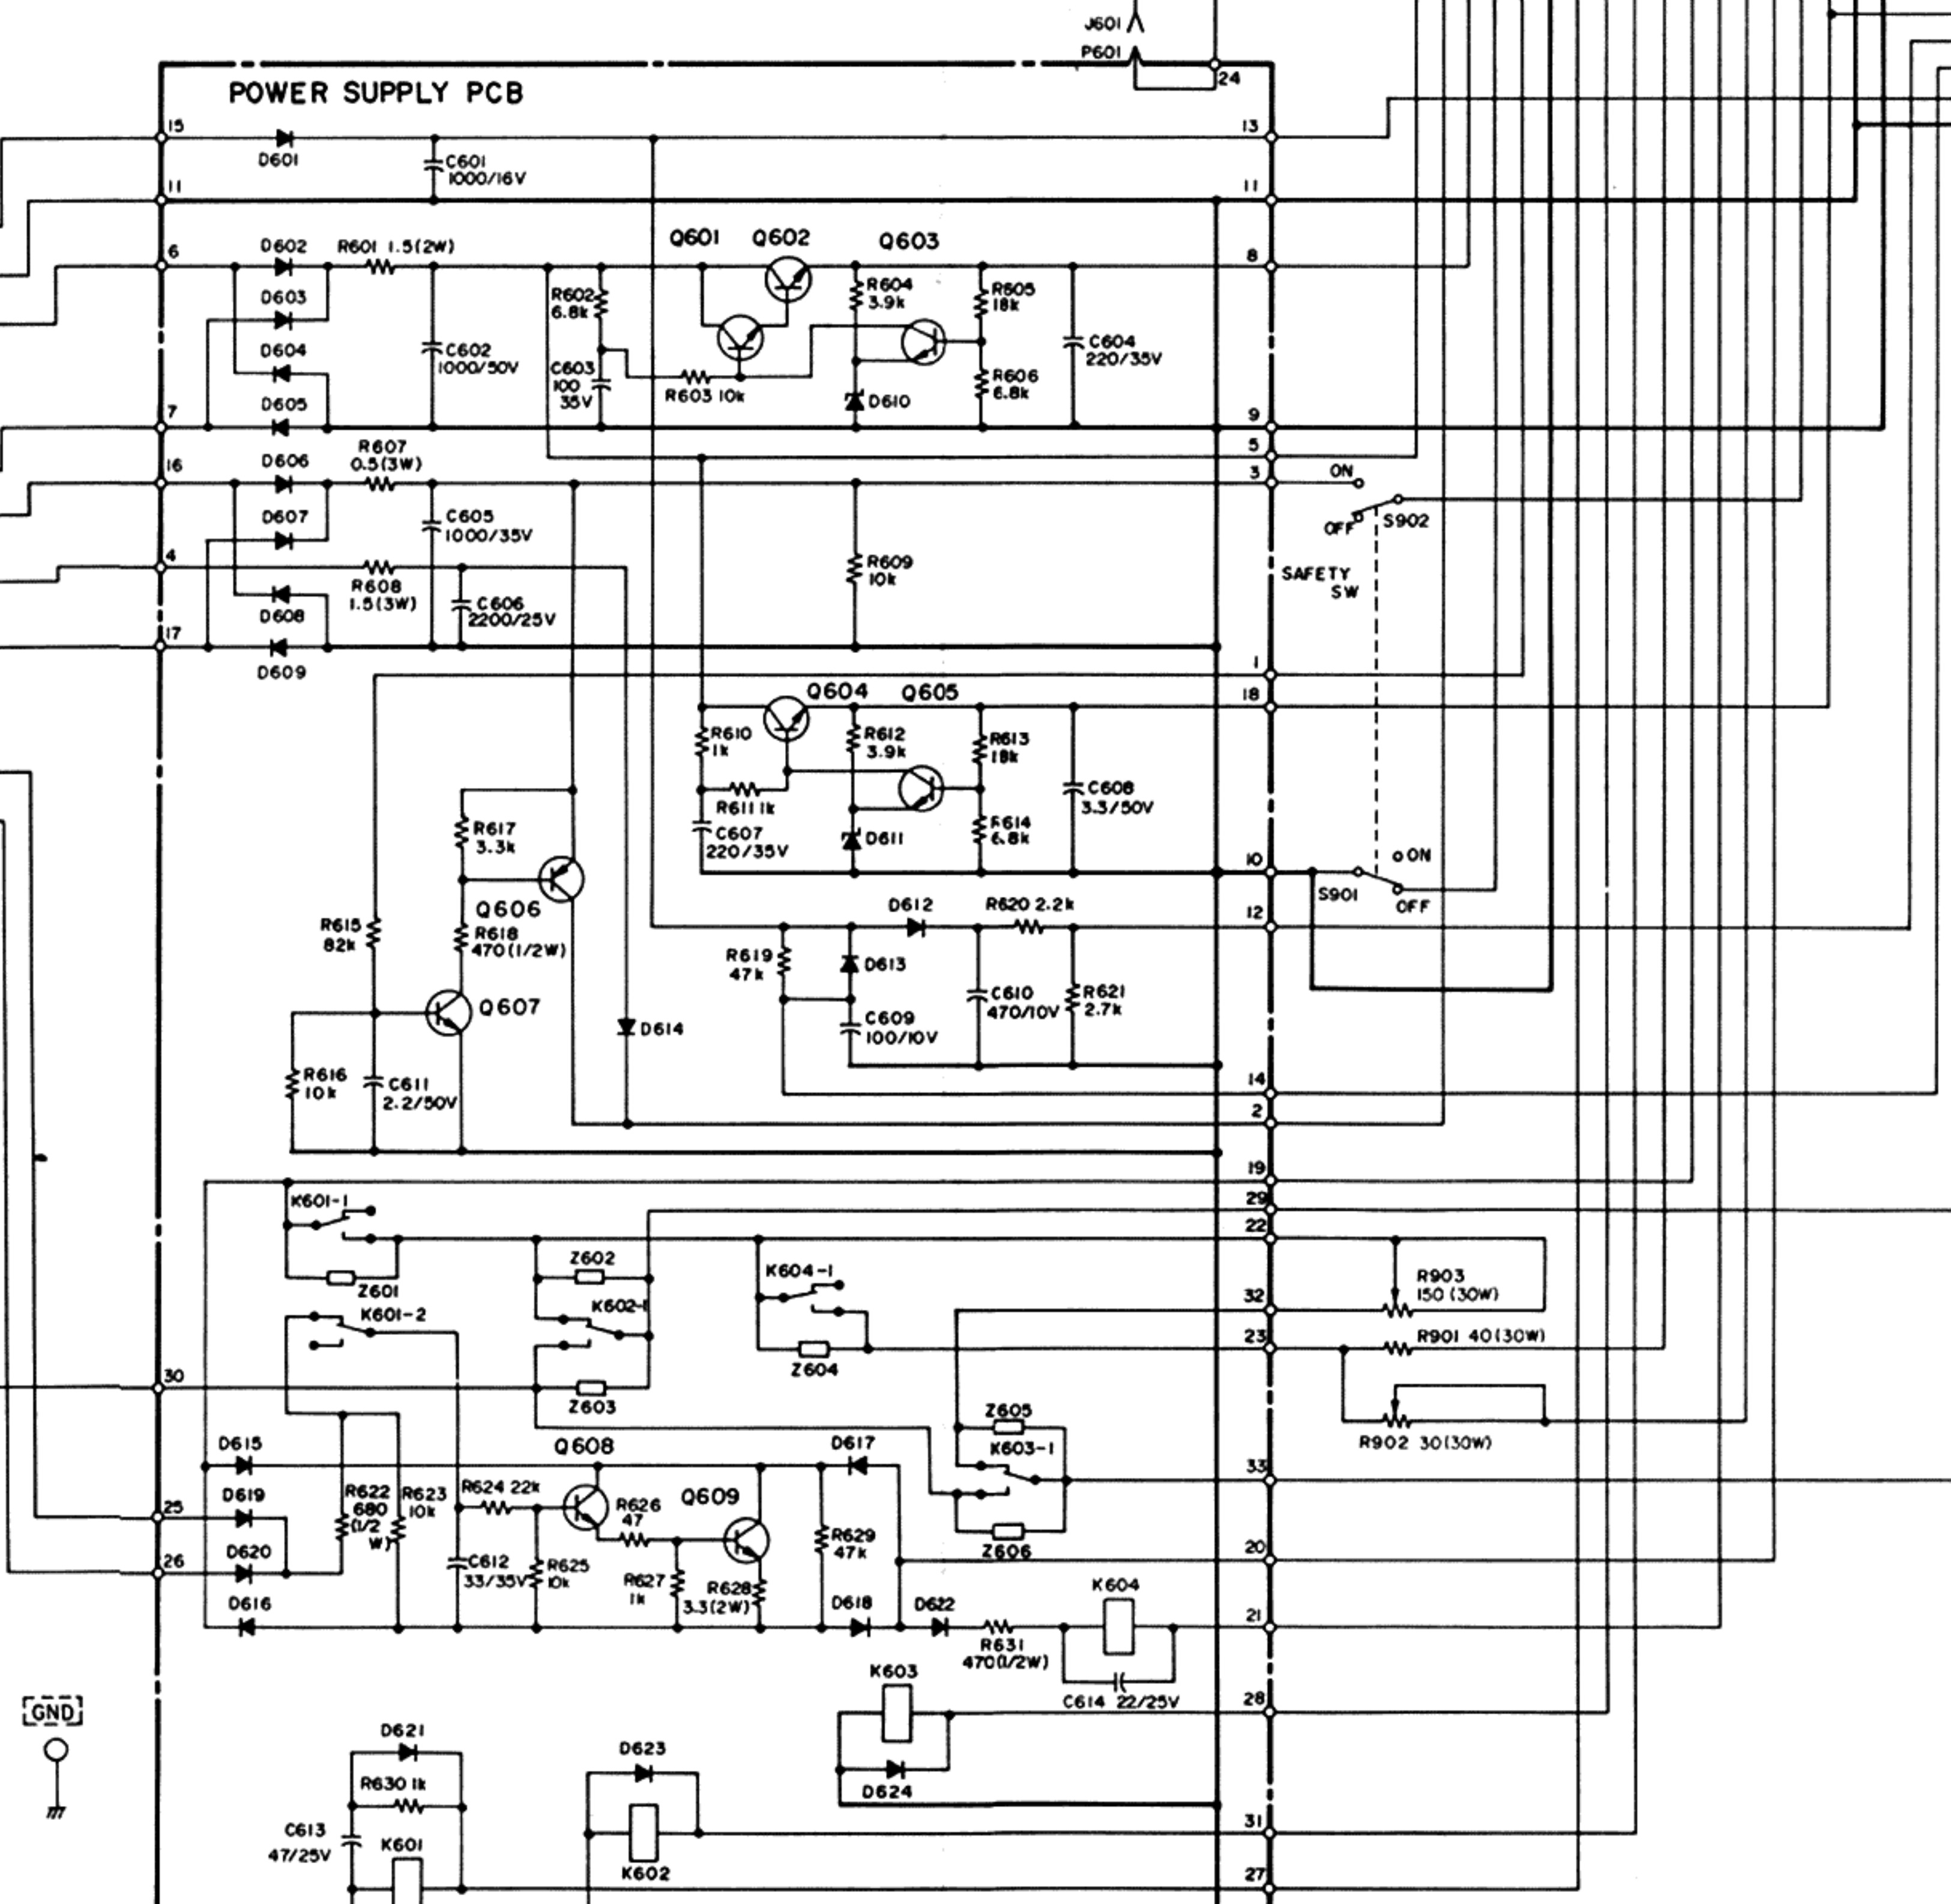 J601
P601
24
POWER SUPPLY PCB
15
13
D601
C601
1000/16V
11
11
6
D602
R601 1.5(2W)
Q601
Q602
Q603
8
D603
R602
6.8k
R604
3.9k
R605
18k
D604
C602
1000/50V
C603
100
35V
C604
220/35V
D605
R603 10k
D610
R606
6.8k
7
9
R607
0.5(3W)
5
16
D606
3
ON
D607
C605
1000/35V
OFF
S902
4
R608
1.5(3W)
R609
10k
SAFETY
SW
D608
C606
2200/25V
17
D609
1
Q604
Q605
18
R610
1k
R612
3.9k
R613
18k
R611 1k
C608
3.3/50V
R617
3.3k
C607
220/35V
D611
R614
6.8k
10
ON
S901
OFF
Q606
D612
R620 2.2k
12
R615
82k
R618
470(1/2W)
R619
47k
D613
Q607
C610
470/10V
R621
2.7k
D614
C609
100/10V
R616
10k
C611
2.2/50V
14
2
19
K601-1
29
22
Z602
Z601
K604-1
R903
150 (30W)
K601-2
K602-1
32
23
R901 40(30W)
Z604
30
Z603
Z605
R902 30(30W)
D615
Q608
D617
K603-1
33
D619
R622
680
(1/2
W)
R623
10k
R624 22k
R626
47
Q609
25
R629
47k
Z606
20
D620
C612
33/35V
R625
10k
26
R627
1k
R628
3.3(2W)
K604
D616
D618
D622
21
R631
470(1/2W)
K603
C614 22/25V
28
GND
D621
D623
D624
R630 1k
C613
47/25V
K601
K602
31
27